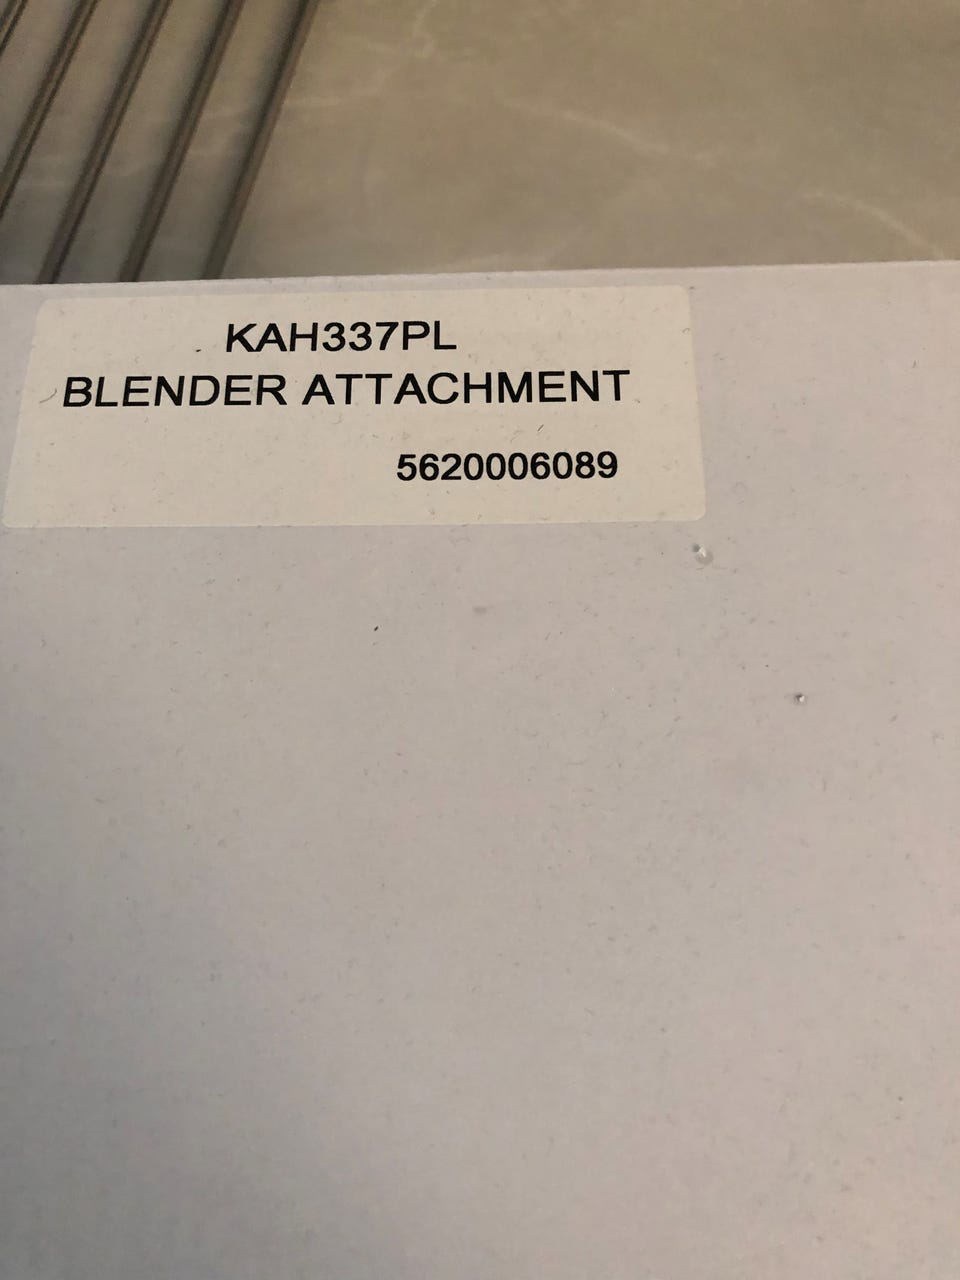 KAH337PL
BLENDER ATTACHMENT
5620006089